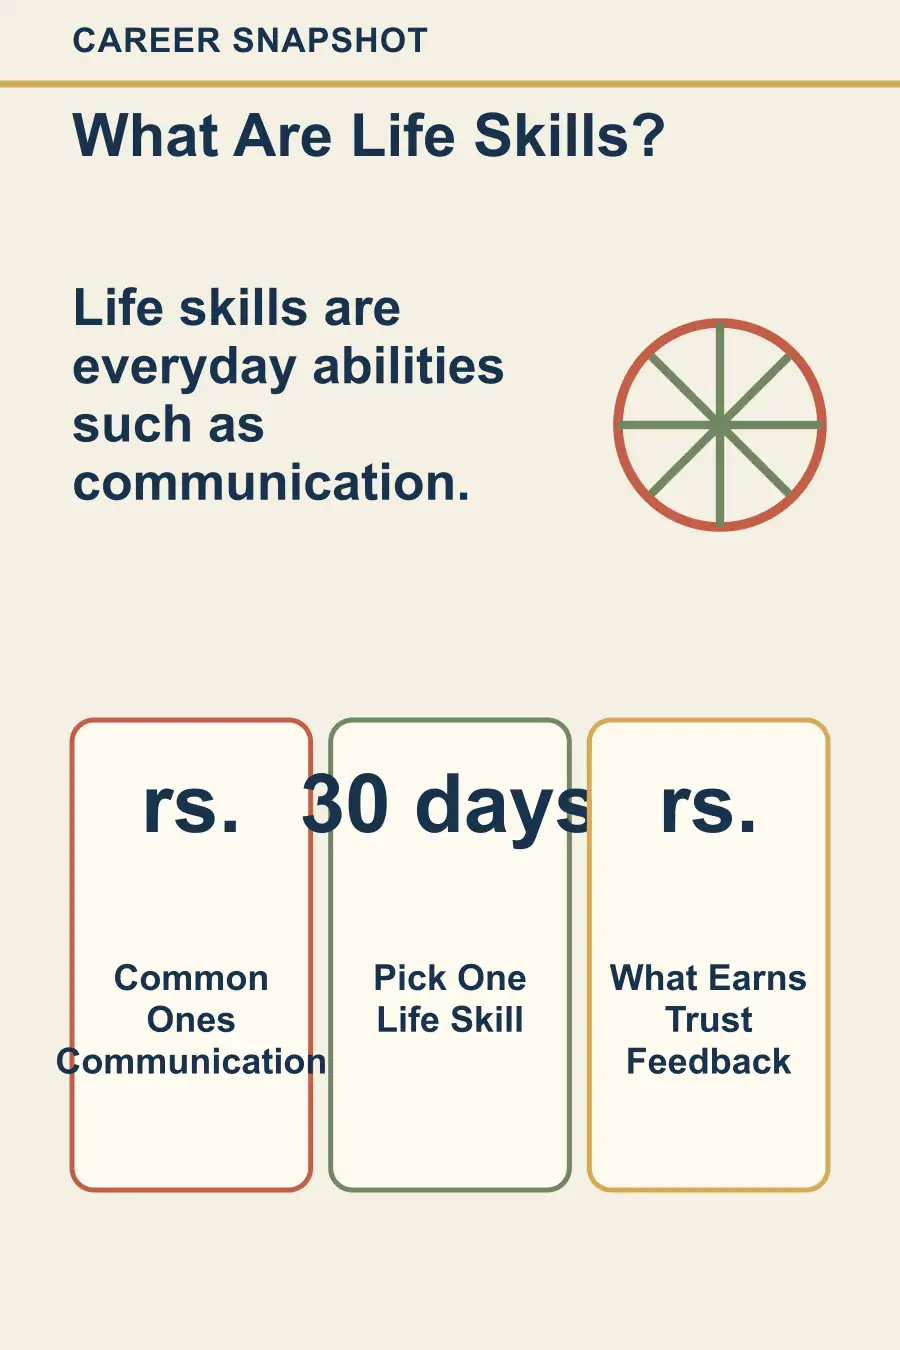 CAREER SNAPSHOT
What Are Life Skills?
Life skills are
everyday abilities
such as
communication.
rs.
Common
Ones
Communication
30 days
Pick One
Life Skill
rs.
What Earns
Trust
Feedback